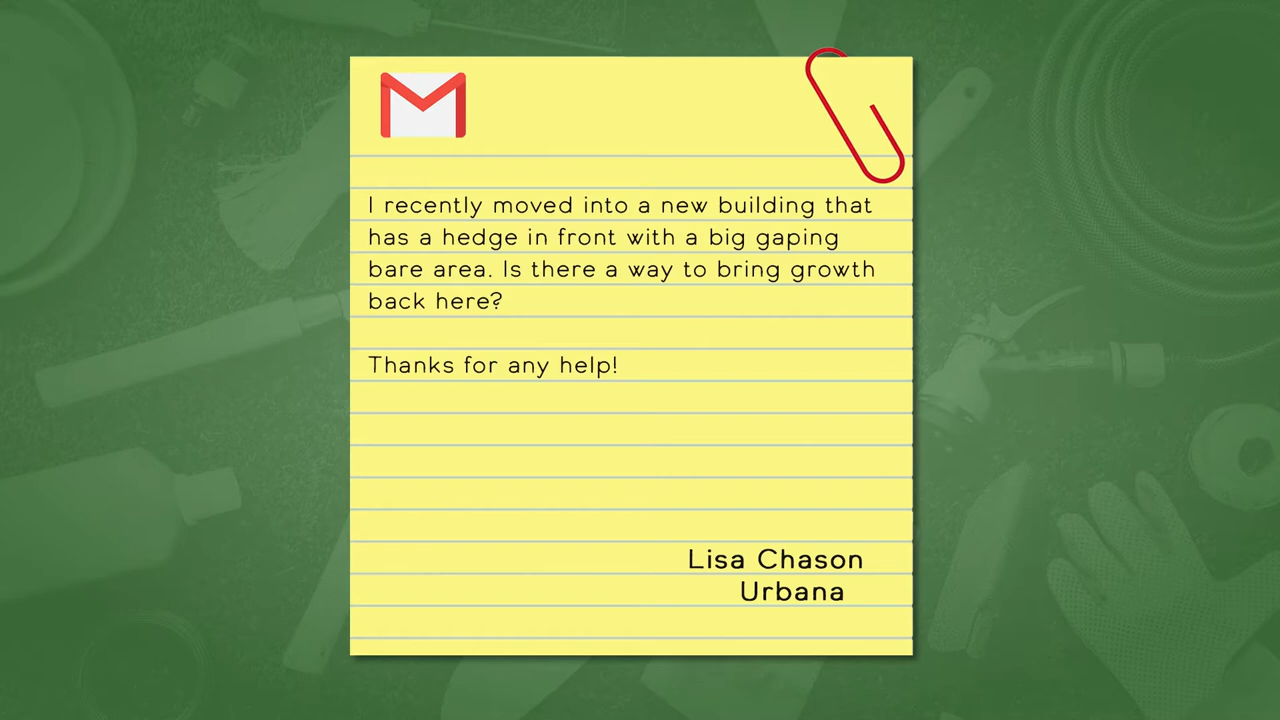 I recently moved into a new building that
has a hedge in front with a big gaping
bare area. Is there a way to bring growth
back here?
Thanks for any help!
Lisa Chason
Urbana